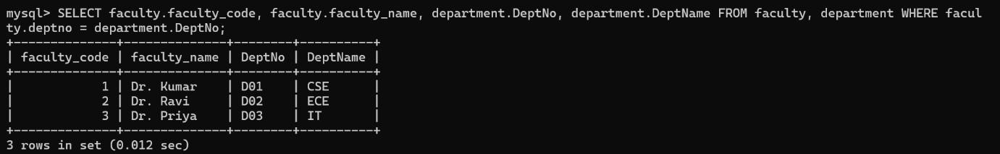 mysql> SELECT faculty.faculty_code, faculty.faculty_name, department.DeptNo, department.DeptName FROM faculty, department WHERE facul
ty.deptno = department.DeptNo;
+--------------+--------------+--------+----------+
| faculty_code | faculty_name | DeptNo | DeptName |
+--------------+--------------+--------+----------+
|            1 | Dr. Kumar    | D01    | CSE      |
|            2 | Dr. Ravi     | D02    | ECE      |
|            3 | Dr. Priya    | D03    | IT       |
+--------------+--------------+--------+----------+
3 rows in set (0.012 sec)